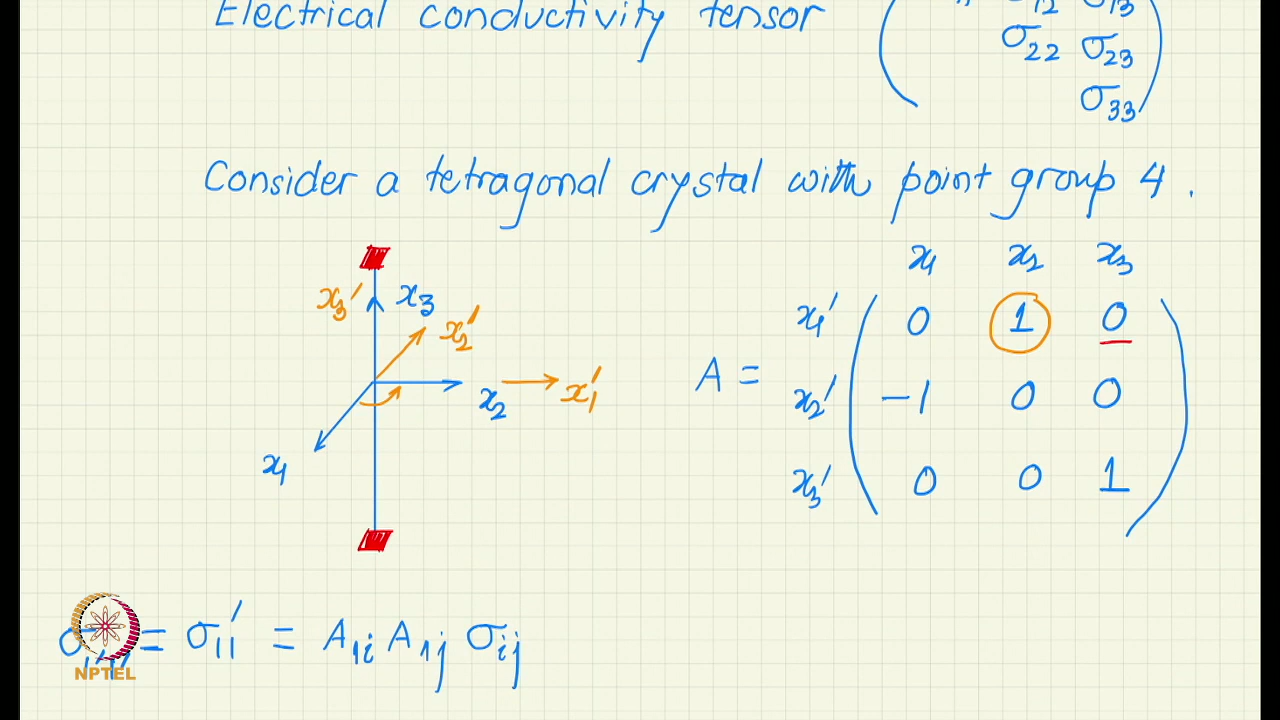 Electrical conductivity tensor
σ12 σ13
σ22 σ23
σ33
Consider a tetragonal crystal with point group 4.
x1 x2 x3
x3' x3 x2'
x1' 0 1 0
A =
x2 x1'
x2' -1 0 0
x1
x3' 0 0 1
= σ11' = A1i A1j σij
NPTEL